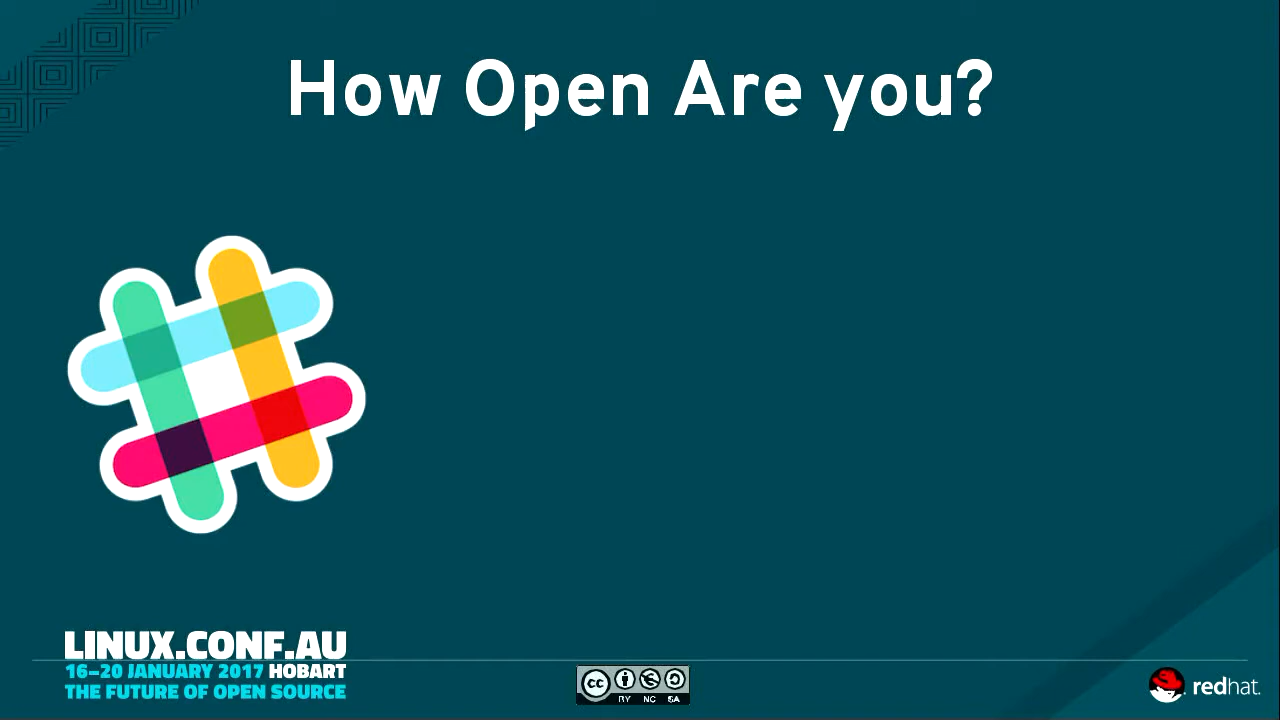 How Open Are you?
LINUX.CONF.AU
16–20 JANUARY 2017 HOBART
THE FUTURE OF OPEN SOURCE
cc
BY NC SA
redhat.